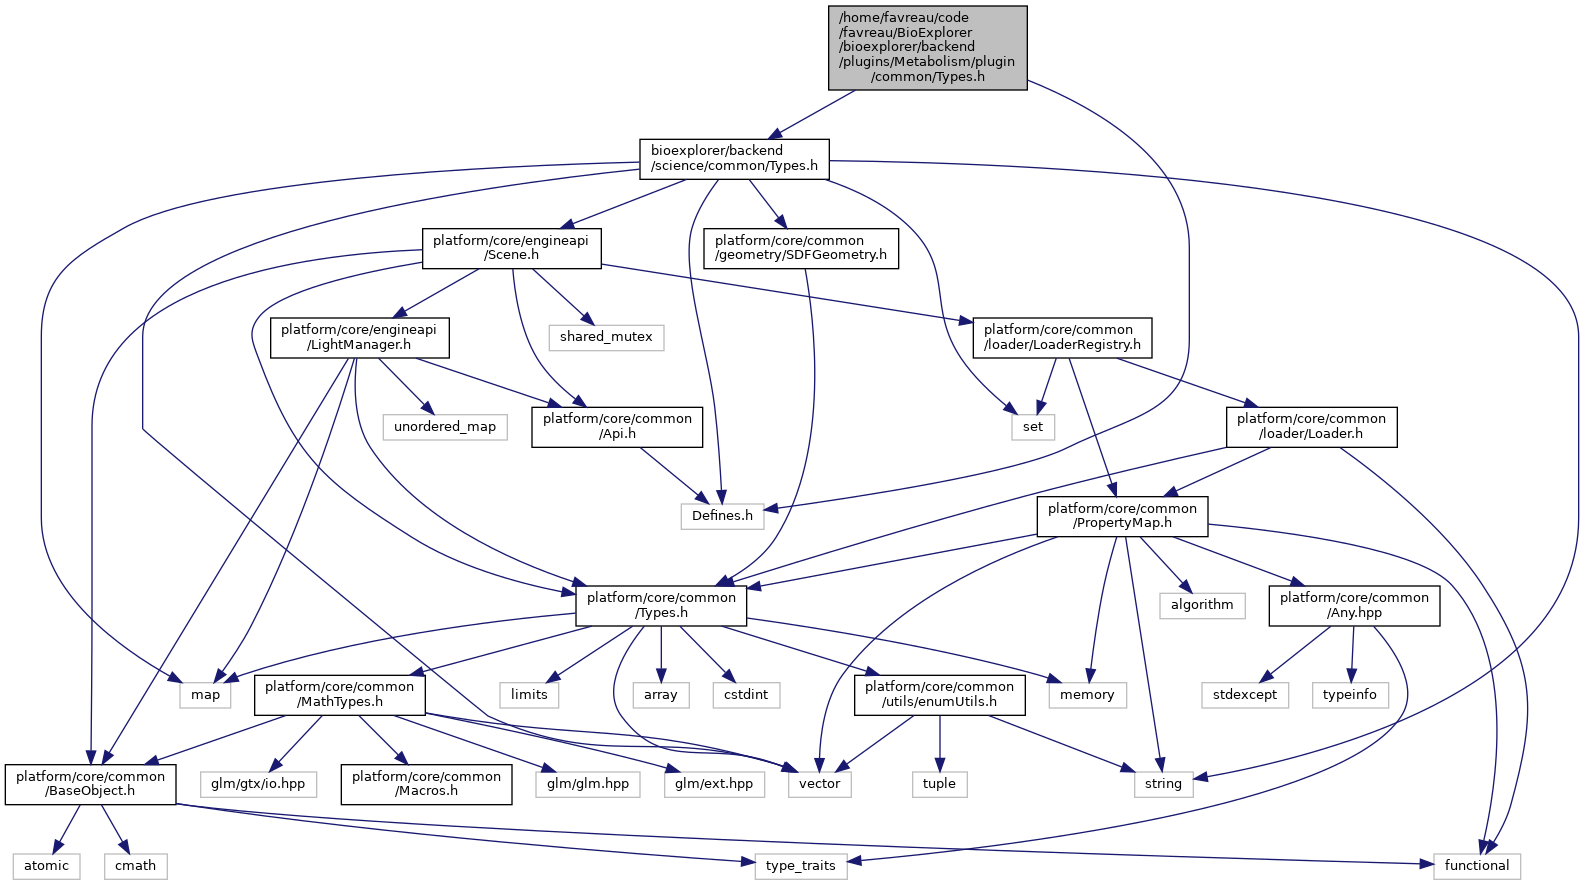 /home/favreau/code
/favreau/BioExplorer
/bioexplorer/backend
/plugins/Metabolism/plugin
/common/Types.h
bioexplorer/backend
/science/common/Types.h
platform/core/engineapi
/Scene.h
platform/core/common
/geometry/SDFGeometry.h
platform/core/engineapi
/LightManager.h
shared_mutex
platform/core/common
/loader/LoaderRegistry.h
unordered_map
platform/core/common
/Api.h
set
platform/core/common
/loader/Loader.h
Defines.h
platform/core/common
/PropertyMap.h
platform/core/common
/Types.h
algorithm
platform/core/common
/Any.hpp
map
platform/core/common
/MathTypes.h
limits
array
cstdint
platform/core/common
/utils/enumUtils.h
memory
stdexcept
typeinfo
platform/core/common
/BaseObject.h
glm/gtx/io.hpp
platform/core/common
/Macros.h
glm/glm.hpp
glm/ext.hpp
vector
tuple
string
atomic
cmath
type_traits
functional